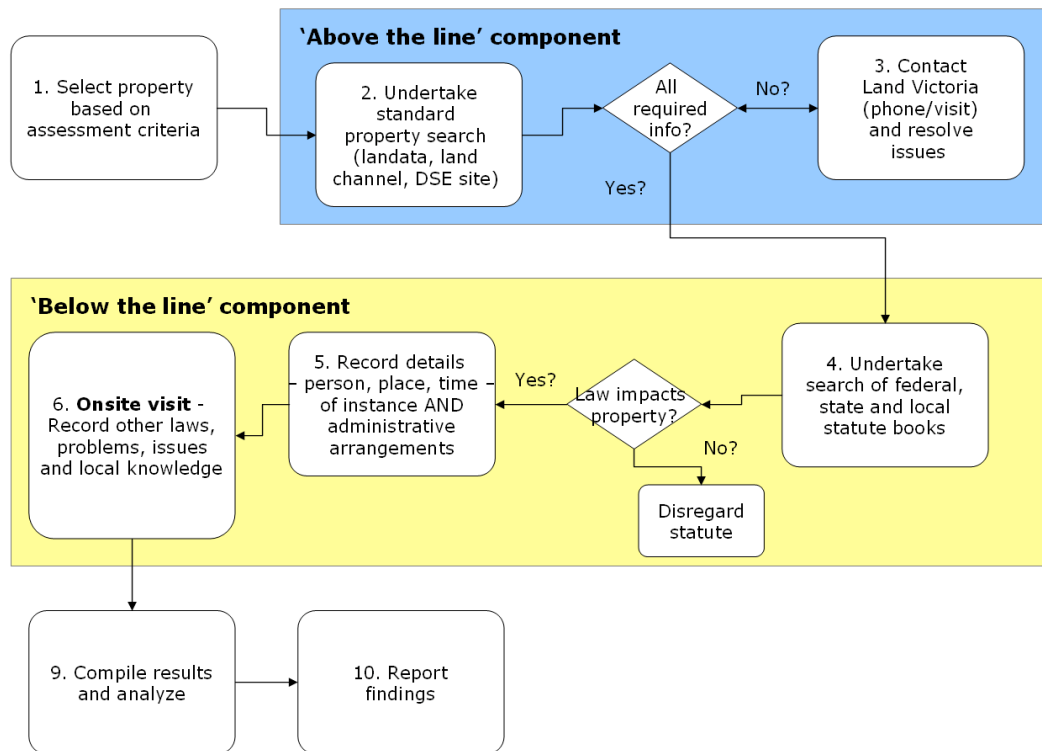 ‘Above the line’ component
1. Select property
based on
assessment criteria
2. Undertake
standard
property search
(landata, land
channel, DSE site)
All
required
info?
No?
3. Contact
Land Victoria
(phone/visit)
and resolve
issues
Yes?
‘Below the line’ component
4. Undertake
search of federal,
state and local
statute books
Law impacts
property?
Yes?
No?
Disregard
statute
5. Record details
– person, place, time –
of instance AND
administrative
arrangements
6. Onsite visit -
Record other laws,
problems, issues
and local knowledge
9. Compile results
and analyze
10. Report
findings